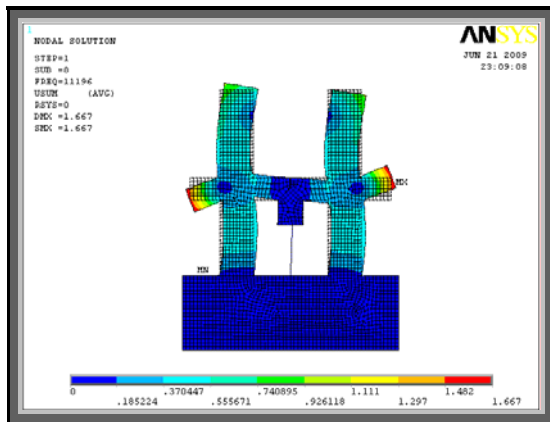 1
NODAL SOLUTION
STEP=1
SUB =8
FREQ=11196
USUM (AVG)
RSYS=0
DMX =1.667
SMX =1.667
ANSYS
JUN 21 2009
23:09:08
MX
MN
0 .185224 .370447 .555671 .740895 .926118 1.111 1.297 1.482 1.667